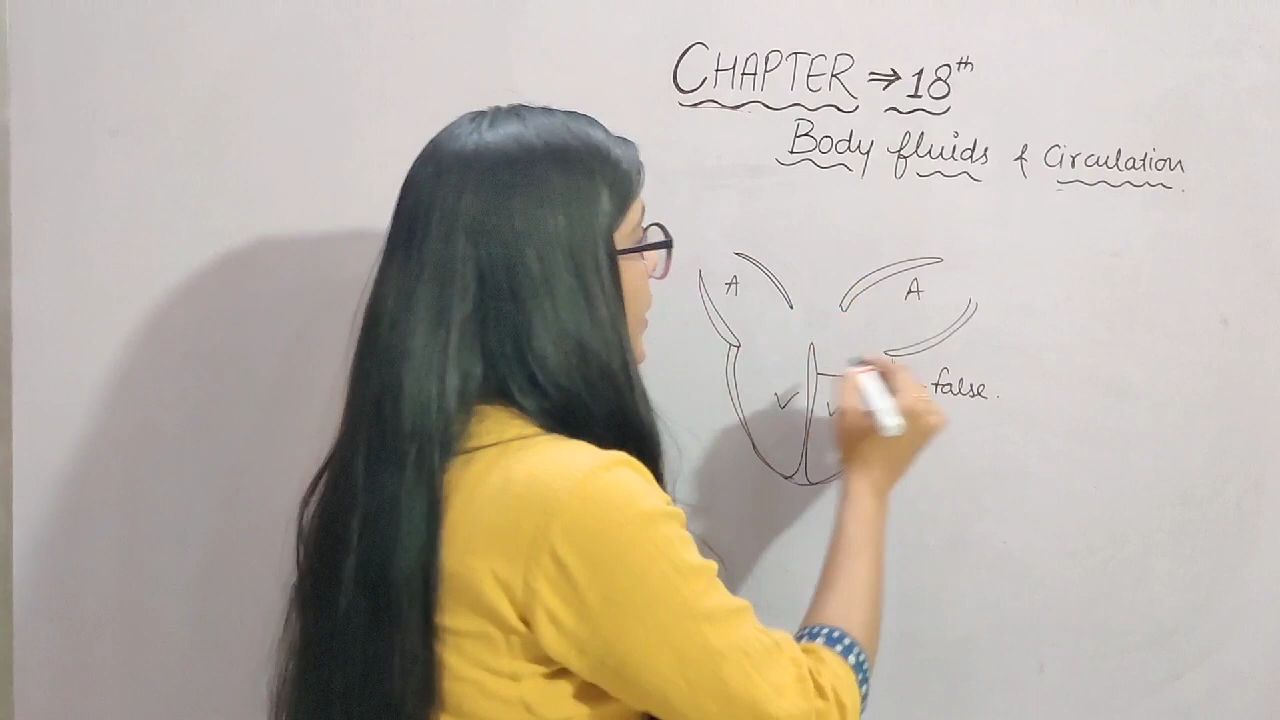 CHAPTER ⇒ 18th
Body fluids & Circulation
A A
false.
V V